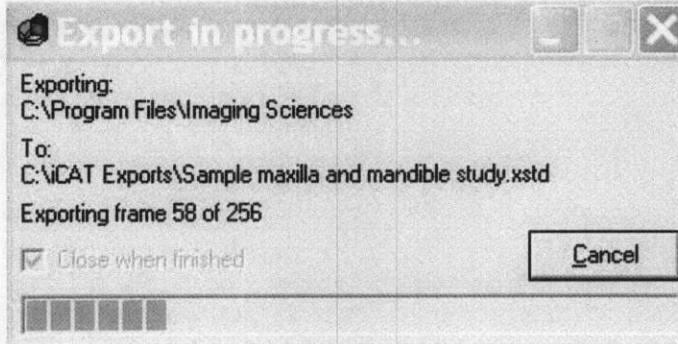 Export in progress...
Exporting:
C:\Program Files\Imaging Sciences
To:
C:\iCAT Exports\Sample maxilla and mandible study.xstd
Exporting frame 58 of 256
Close when finished
Cancel